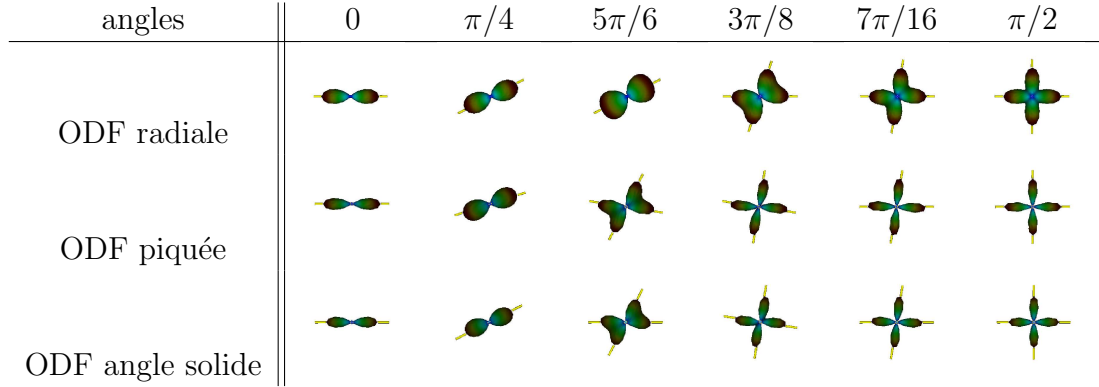 angles 0 π/4 5π/6 3π/8 7π/16 π/2
ODF radiale
ODF piquée
ODF angle solide